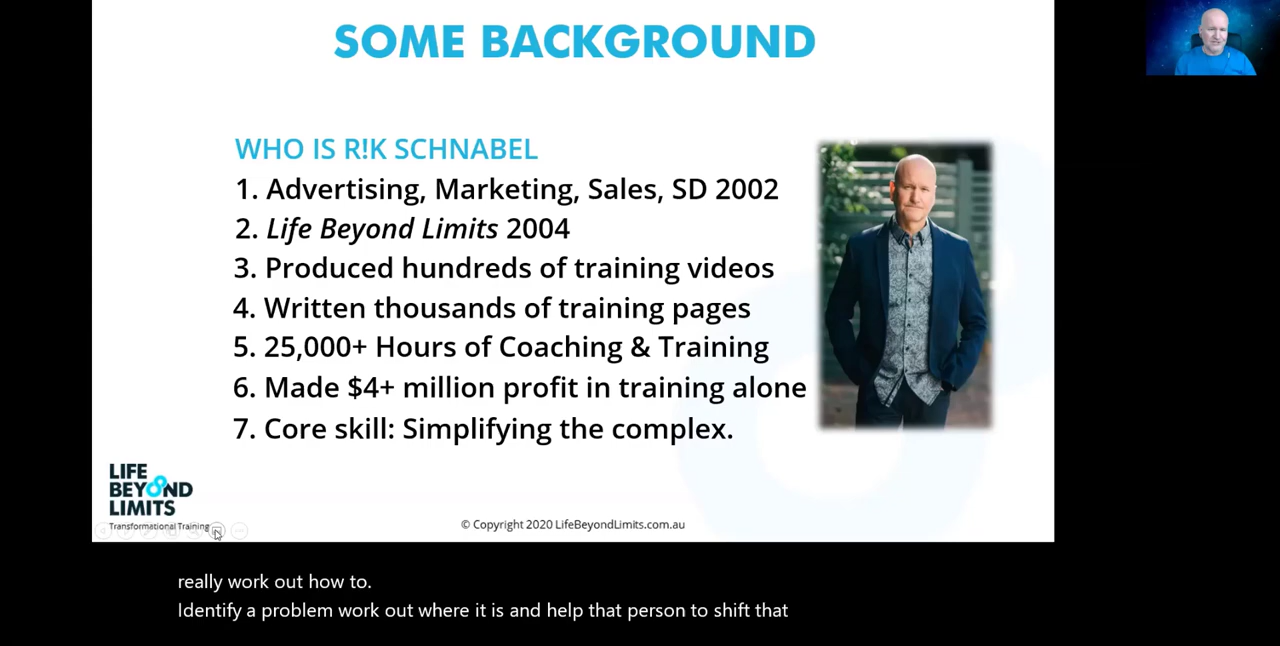 SOME BACKGROUND
WHO IS R!K SCHNABEL
1. Advertising, Marketing, Sales, SD 2002
2. Life Beyond Limits 2004
3. Produced hundreds of training videos
4. Written thousands of training pages
5. 25,000+ Hours of Coaching & Training
6. Made $4+ million profit in training alone
7. Core skill: Simplifying the complex.
LIFE
BEYOND
LIMITS
Transformational Training
© Copyright 2020 LifeBeyondLimits.com.au
really work out how to.
Identify a problem work out where it is and help that person to shift that